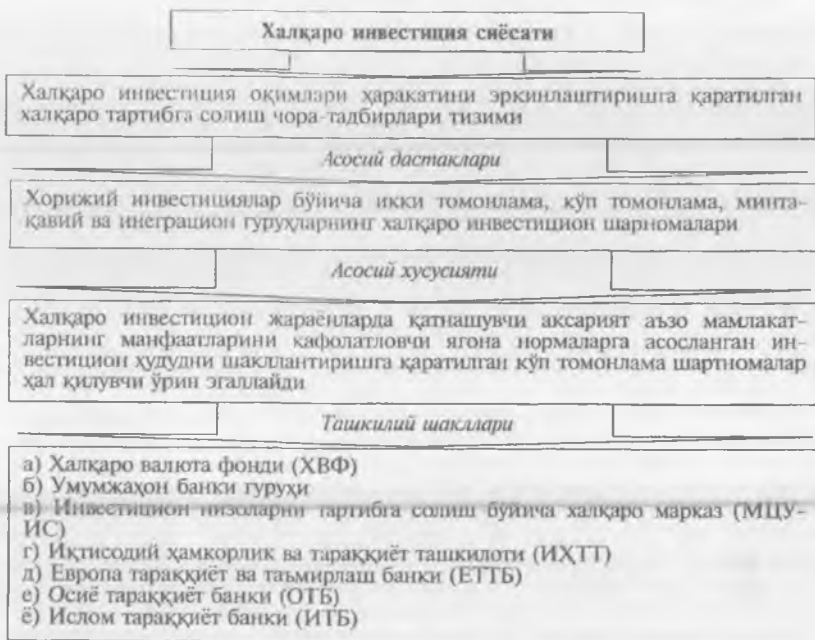 Халқаро инвестиция сиёсати
Халқаро инвестиция оқимлари ҳаракатини эркинлаштиришга қаратилган
халқаро тартибга солиш чора-тадбирлари тизими
Асосий дастаклари
Хорижий инвестициялар бўйича икки томонлама, кўп томонлама, минта-
қавий ва инеграцион гуруҳларнинг халқаро инвестицион шарномалари
Асосий хусусияти
Халқаро инвестицион жараёнларда қатнашувчи аксарият аъзо мамлакат-
ларнинг манфаатларини кафолатловчи ягона нормаларга асосланган ин-
вестицион ҳудудни шакллантиришга қаратилган кўп томонлама шартномалар
ҳал қилувчи ўрин эгаллайди
Ташкилий шакллари
а) Халқаро валюта фонди (ХВФ)
б) Умумжаҳон банки гуруҳи
в) Инвестицион низоларни тартибга солиш бўйича халқаро марказ (МЦУ-
ИС)
г) Иқтисодий ҳамкорлик ва тараққиёт ташкилоти (ИҲТТ)
д) Европа тараққиёт ва таъмирлаш банки (ЕТТБ)
е) Осиё тараққиёт банки (ОТБ)
ё) Ислом тараққиёт банки (ИТБ)